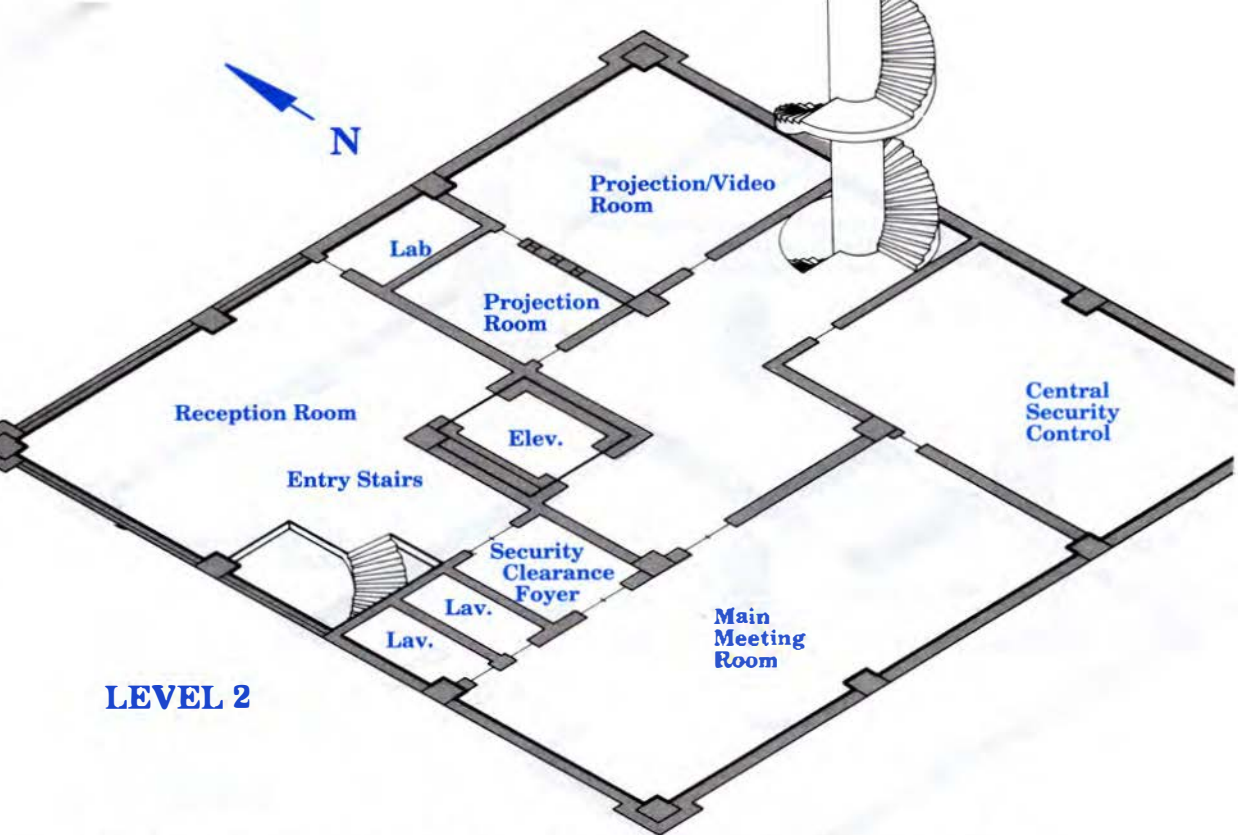 N
Projection/Video
Room
Lab
Projection
Room
Reception Room
Elev.
Central
Security
Control
Entry Stairs
Security
Clearance
Foyer
Lav.
Lav.
Main
Meeting
Room
LEVEL 2